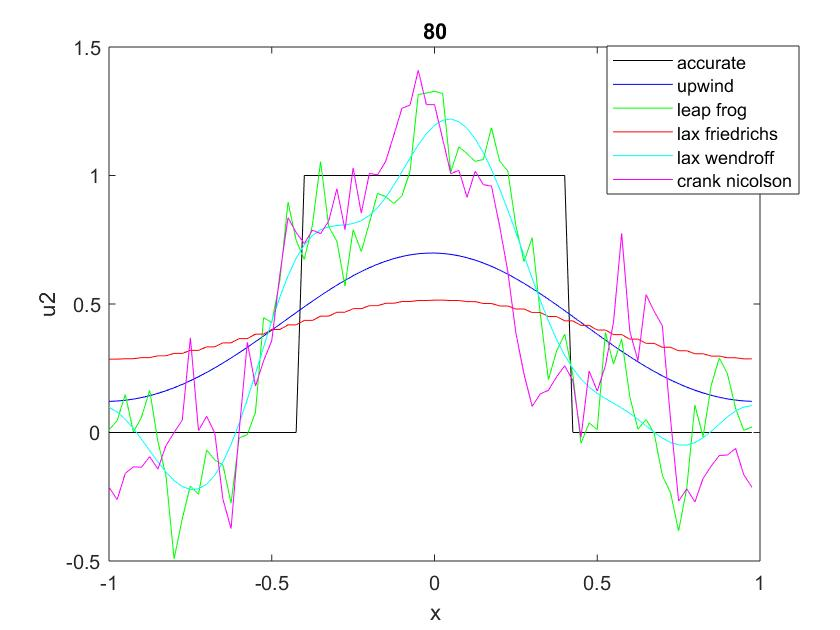 80
1.5
1
0.5
0
-0.5
u2
-1
-0.5
0
0.5
1
x
accurate
upwind
leap frog
lax friedrichs
lax wendroff
crank nicolson